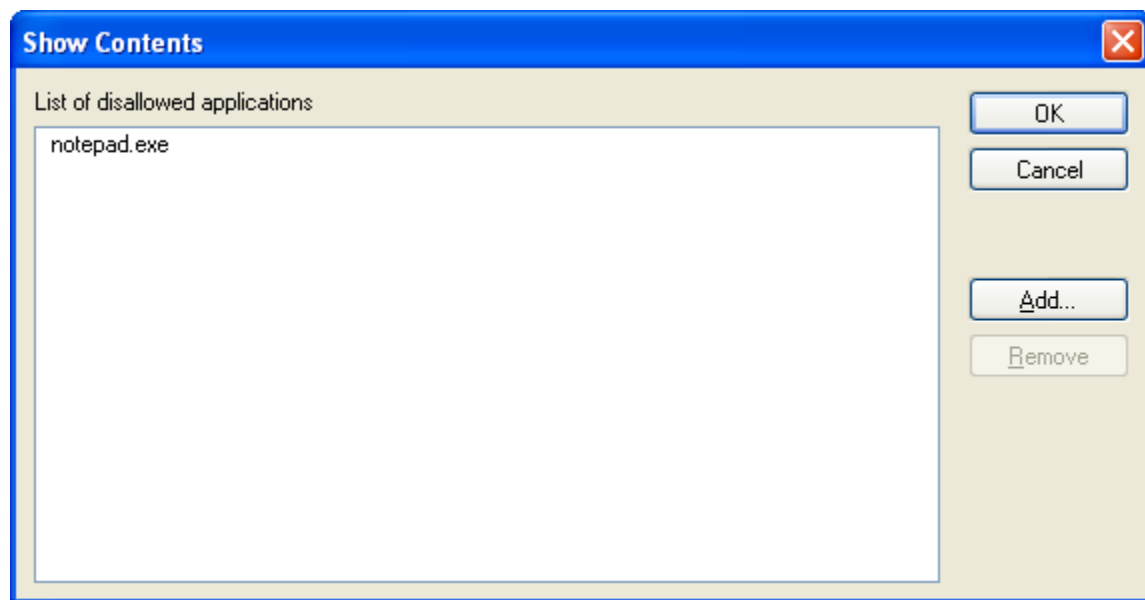 Show Contents
List of disallowed applications
notepad.exe
OK
Cancel
Add...
Remove